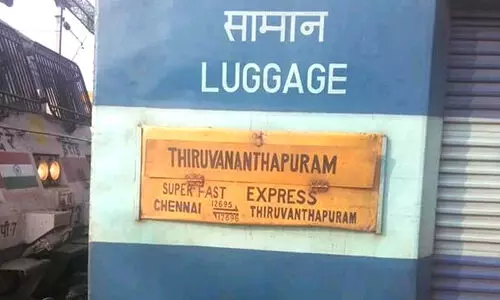 सामान
LUGGAGE
THIRUVANANTHAPURAM
SUPER FAST EXPRESS
CHENNAI 12695 THIRUVANTHAPURAM
12696